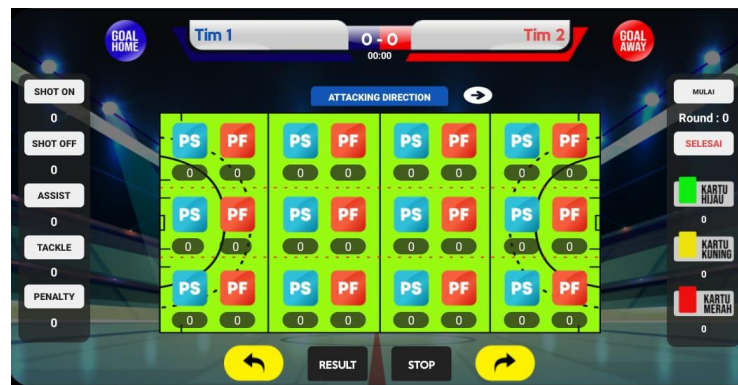 GOAL HOME
Tim 1
0 - 0
00:00
Tim 2
GOAL AWAY
ATTACKING DIRECTION
SHOT ON
0
SHOT OFF
0
ASSIST
0
TACKLE
0
PENALTY
0
PS PF PS PF PS PF PS PF
0 0 0 0 0 0 0 0
PS PF PS PF PS PF PS PF
0 0 0 0 0 0 0 0
PS PF PS PF PS PF PS PF
0 0 0 0 0 0 0 0
MULAI
Round : 0
SELESAI
KARTU HIJAU
0
KARTU KUNING
0
KARTU MERAH
0
RESULT
STOP